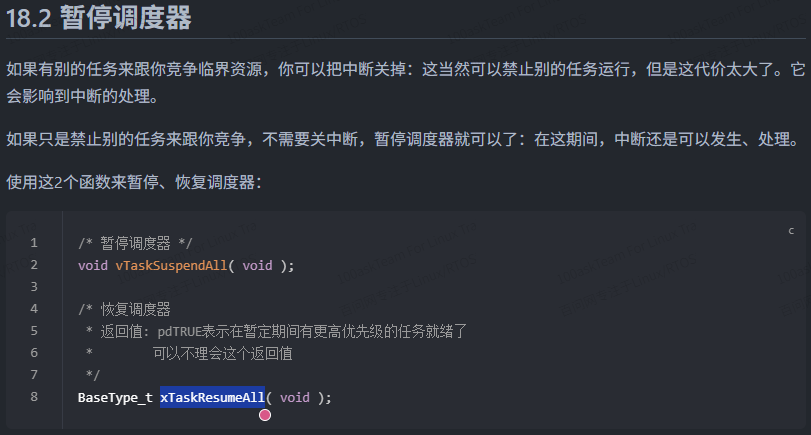 18.2 暂停调度器
如果有别的任务来跟你竞争临界资源，你可以把中断关掉：这当然可以禁止别的任务运行，但是这代价太大了。它
会影响到中断的处理。
如果只是禁止别的任务来跟你竞争，不需要关中断，暂停调度器就可以了：在这期间，中断还是可以发生、处理。
使用这2个函数来暂停、恢复调度器：
c
1 /* 暂停调度器 */
2 void vTaskSuspendAll( void );
3
4 /* 恢复调度器
5  * 返回值: pdTRUE表示在暂定期间有更高优先级的任务就绪了
6  *        可以不理会这个返回值
7  */
8 BaseType_t xTaskResumeAll( void );